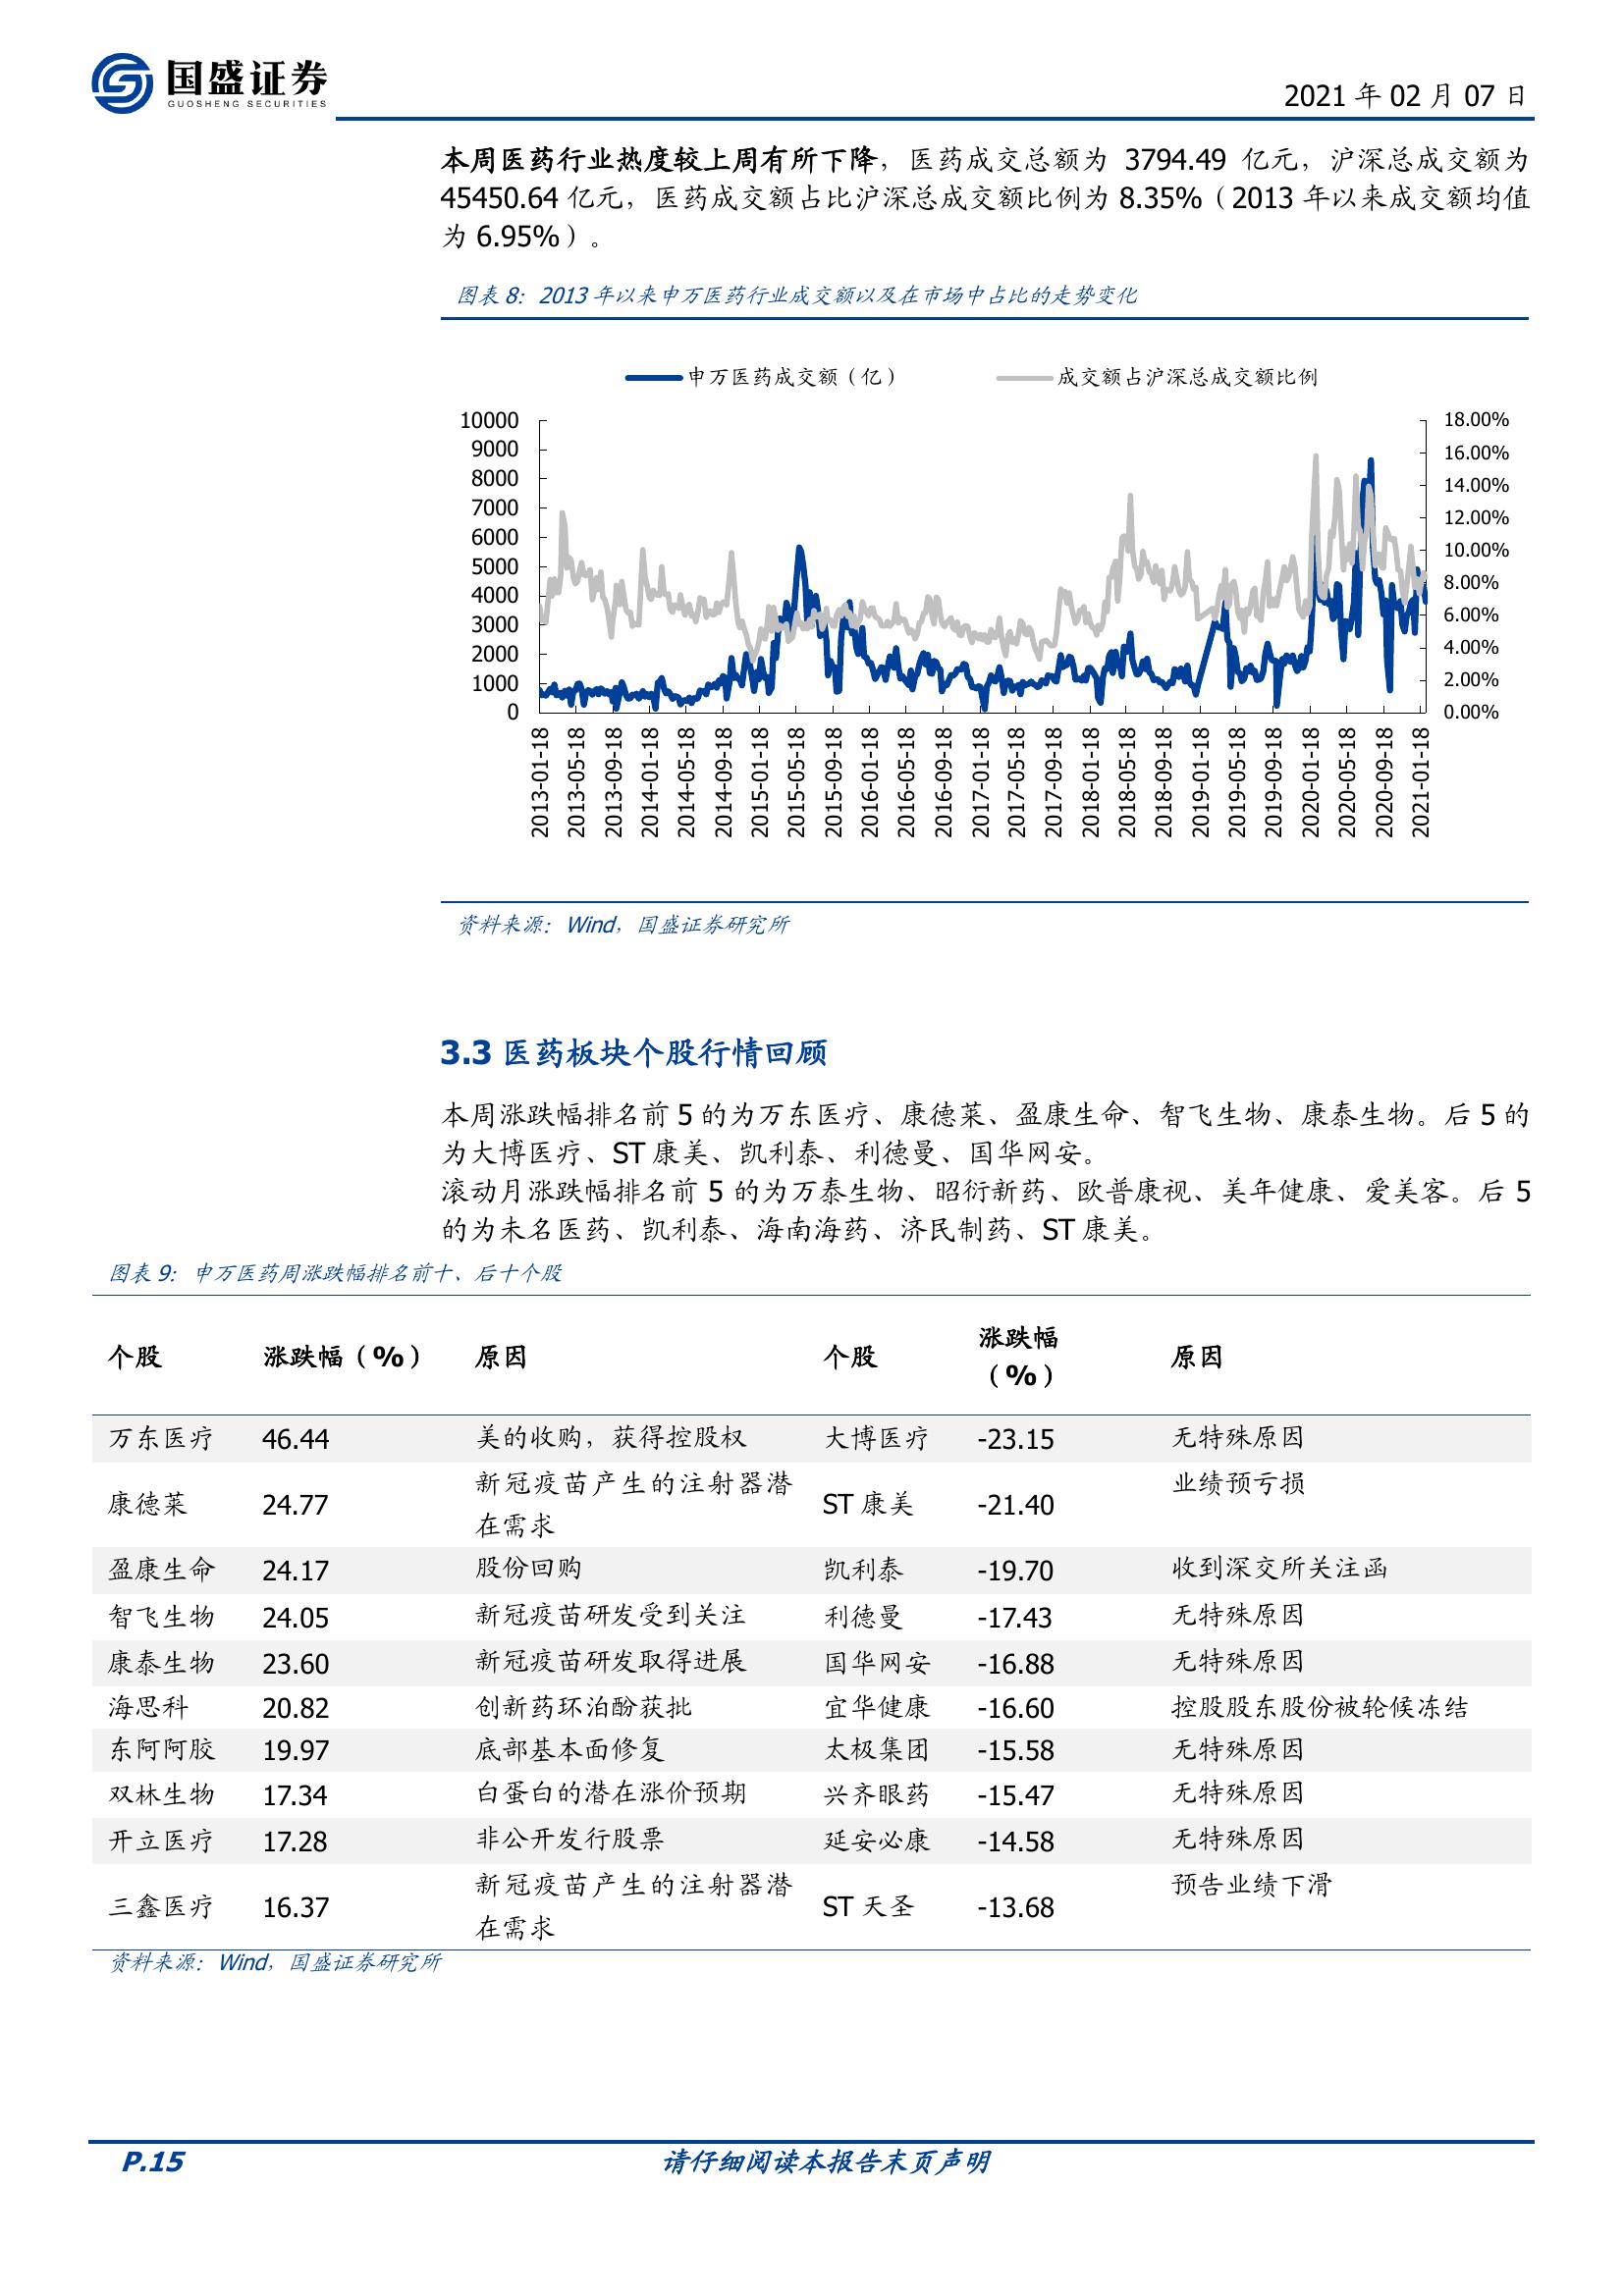 国盛证券
GUOSHENG SECURITIES
2021 年 02 月 07 日
本周医药行业热度较上周有所下降，医药成交总额为 3794.49 亿元，沪深总成交额为
45450.64 亿元，医药成交额占比沪深总成交额比例为 8.35%（2013 年以来成交额均值
为 6.95%）。
图表 8：2013 年以来申万医药行业成交额以及在市场中占比的走势变化
申万医药成交额（亿） 成交额占沪深总成交额比例
10000 18.00%
9000 16.00%
8000 14.00%
7000 12.00%
6000 10.00%
5000 8.00%
4000 6.00%
3000 4.00%
2000 2.00%
1000 0.00%
0
2013-01-18
2013-05-18
2013-09-18
2014-01-18
2014-05-18
2014-09-18
2015-01-18
2015-05-18
2015-09-18
2016-01-18
2016-05-18
2016-09-18
2017-01-18
2017-05-18
2017-09-18
2018-01-18
2018-05-18
2018-09-18
2019-01-18
2019-05-18
2019-09-18
2020-01-18
2020-05-18
2020-09-18
2021-01-18
资料来源：Wind，国盛证券研究所
3.3 医药板块个股行情回顾
本周涨跌幅排名前 5 的为万东医疗、康德莱、盈康生命、智飞生物、康泰生物。后 5 的
为大博医疗、ST 康美、凯利泰、利德曼、国华网安。
滚动月涨跌幅排名前 5 的为万泰生物、昭衍新药、欧普康视、美年健康、爱美客。后 5
的为未名医药、凯利泰、海南海药、济民制药、ST 康美。
图表 9：申万医药周涨跌幅排名前十、后十个股
个股 涨跌幅（%） 原因 个股 涨跌幅
（%） 原因
万东医疗 46.44 美的收购，获得控股权 大博医疗 -23.15 无特殊原因
康德莱 24.77 新冠疫苗产生的注射器潜
在需求 ST 康美 -21.40 业绩预亏损
盈康生命 24.17 股份回购 凯利泰 -19.70 收到深交所关注函
智飞生物 24.05 新冠疫苗研发受到关注 利德曼 -17.43 无特殊原因
康泰生物 23.60 新冠疫苗研发取得进展 国华网安 -16.88 无特殊原因
海思科 20.82 创新药环泊酚获批 宜华健康 -16.60 控股股东股份被轮候冻结
东阿阿胶 19.97 底部基本面修复 太极集团 -15.58 无特殊原因
双林生物 17.34 白蛋白的潜在涨价预期 兴齐眼药 -15.47 无特殊原因
开立医疗 17.28 非公开发行股票 延安必康 -14.58 无特殊原因
三鑫医疗 16.37 新冠疫苗产生的注射器潜
在需求 ST 天圣 -13.68 预告业绩下滑
资料来源：Wind，国盛证券研究所
P.15 请仔细阅读本报告末页声明